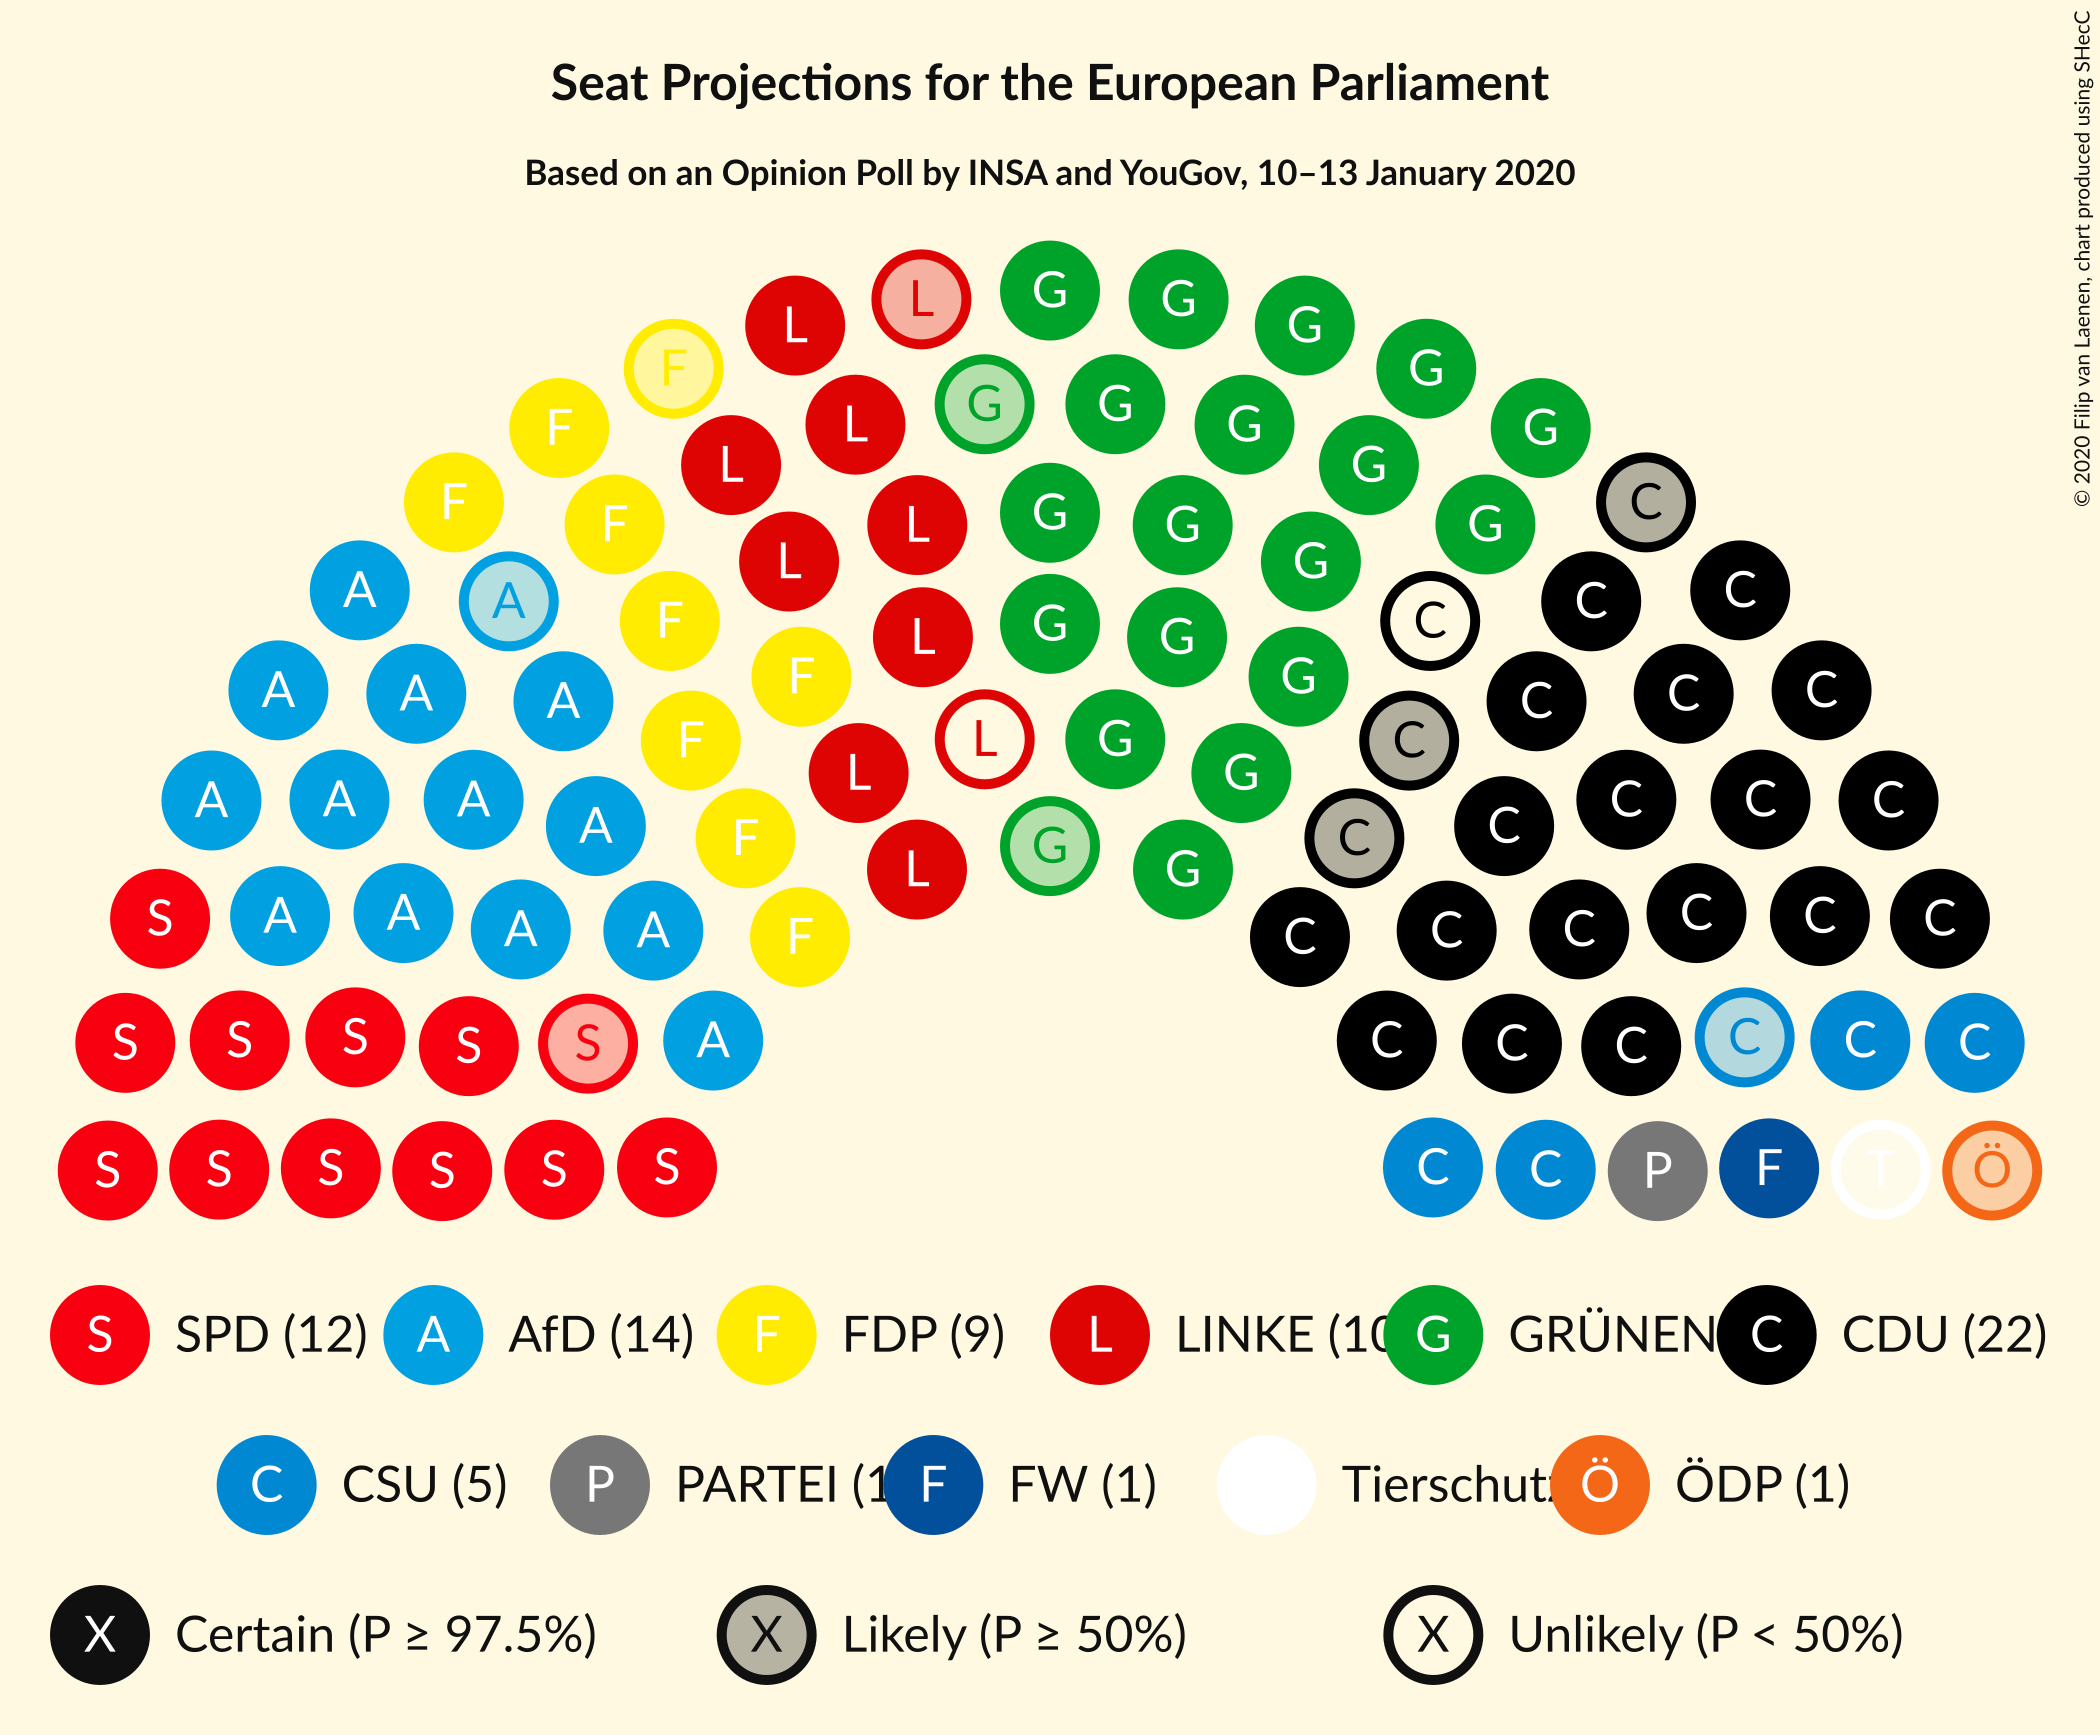 Seat Projections for the European Parliament
Based on an Opinion Poll by INSA and YouGov, 10–13 January 2020
© 2020 Filip van Laenen, chart produced using SHecC
L G G G
L G
F G G G
F L G
L G
F C
F L G G G
F L G C
A A F C C
L G G
F G
A A A F C C C
A L G C
F C
A A A L G C C C
A F C C
L G
S A A A A F G C C C C C C
S S S S S A C C C C C C
S S S S S S C C P F T Ö
S SPD (12) A AfD (14) F FDP (9) L LINKE (10 G GRÜNEN C CDU (22)
C CSU (5) P PARTEI (1 F FW (1) Tierschutz Ö ÖDP (1)
X Certain (P ≥ 97.5%) X Likely (P ≥ 50%) X Unlikely (P < 50%)